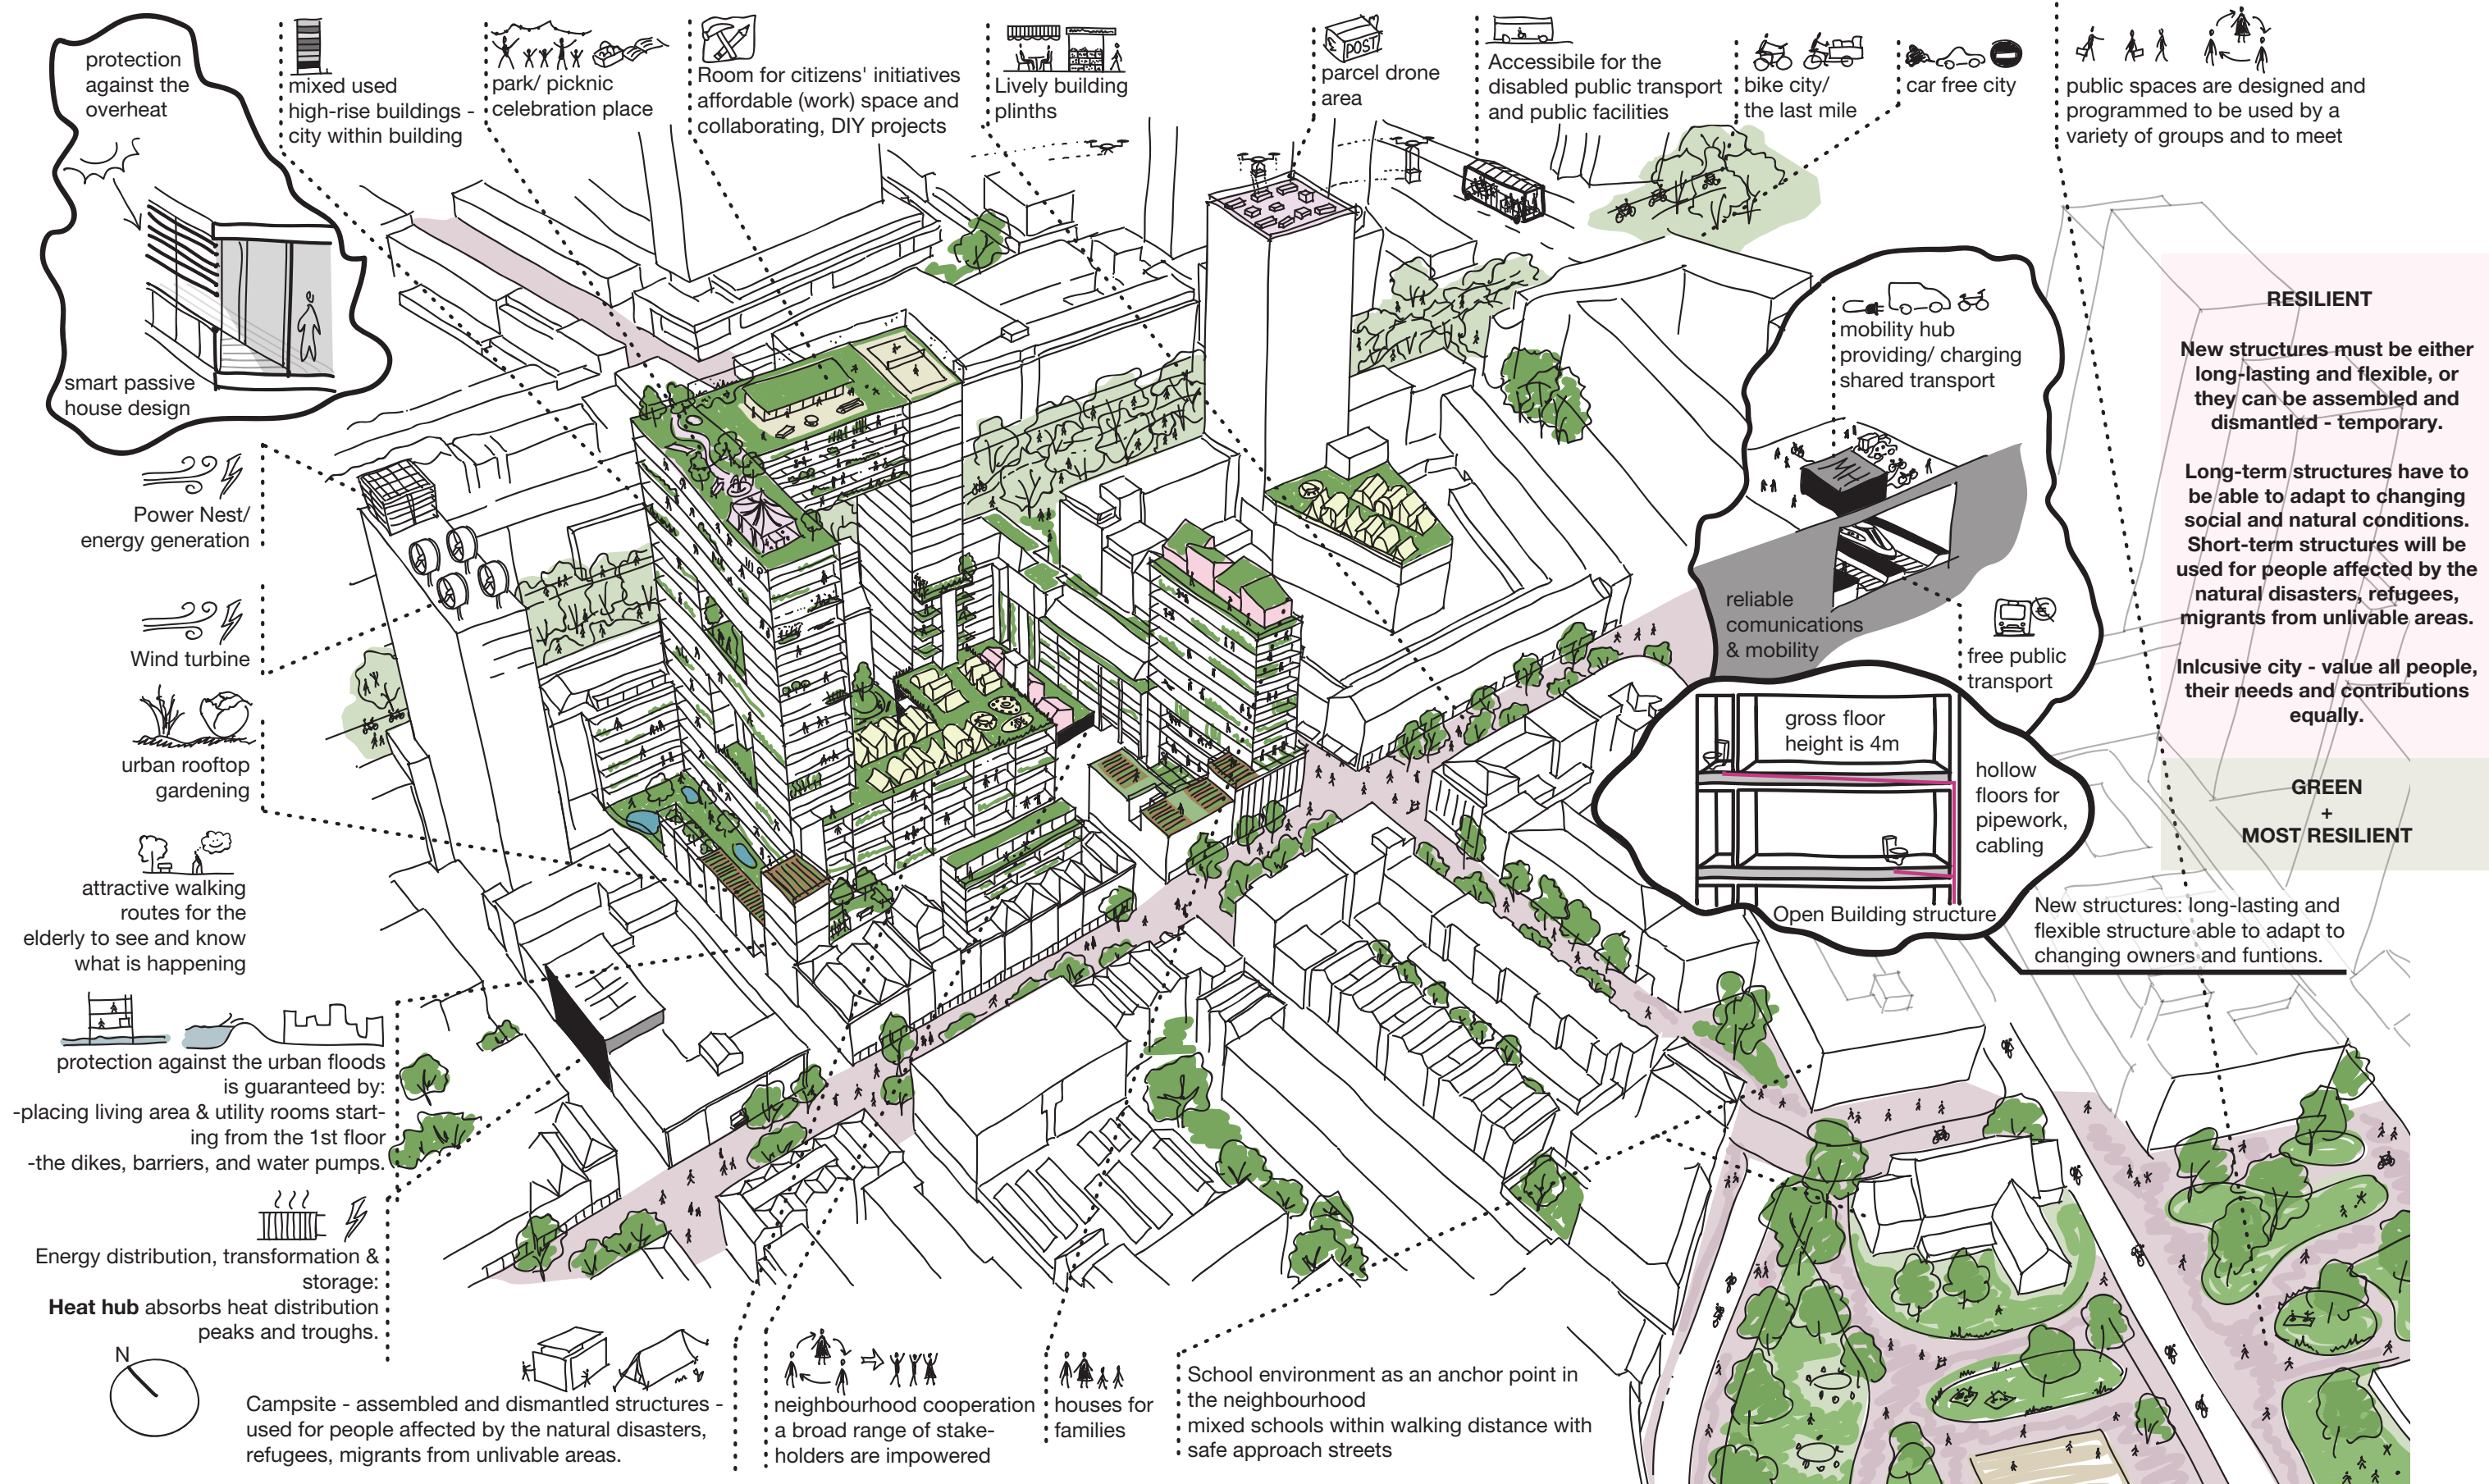 protection
against the
overheat
smart passive
house design
mixed used
high-rise buildings -
city within building
park/ picknic
celebration place
Room for citizens' initiatives
affordable (work) space and
collaborating, DIY projects
Lively building
plinths
POST
parcel drone
area
Accessibile for the
disabled public transport
and public facilities
bike city/
the last mile
car free city
public spaces are designed and
programmed to be used by a
variety of groups and to meet
RESILIENT
New structures must be either
long-lasting and flexible, or
they can be assembled and
dismantled - temporary.
Long-term structures have to
be able to adapt to changing
social and natural conditions.
Short-term structures will be
used for people affected by the
natural disasters, refugees,
migrants from unlivable areas.
Inlcusive city - value all people,
their needs and contributions
equally.
GREEN
+
MOST RESILIENT
mobility hub
providing/ charging
shared transport
MH
reliable
comunications
& mobility
€
free public
transport
gross floor
height is 4m
hollow
floors for
pipework,
cabling
Open Building structure
New structures: long-lasting and
flexible structure able to adapt to
changing owners and funtions.
Power Nest/
energy generation
Wind turbine
urban rooftop
gardening
attractive walking
routes for the
elderly to see and know
what is happening
protection against the urban floods
is guaranteed by:
-placing living area & utility rooms start-
ing from the 1st floor
-the dikes, barriers, and water pumps.
Energy distribution, transformation &
storage:
Heat hub absorbs heat distribution
peaks and troughs.
N
Campsite - assembled and dismantled structures -
used for people affected by the natural disasters,
refugees, migrants from unlivable areas.
neighbourhood cooperation
a broad range of stake-
holders are impowered
houses for
families
School environment as an anchor point in
the neighbourhood
mixed schools within walking distance with
safe approach streets